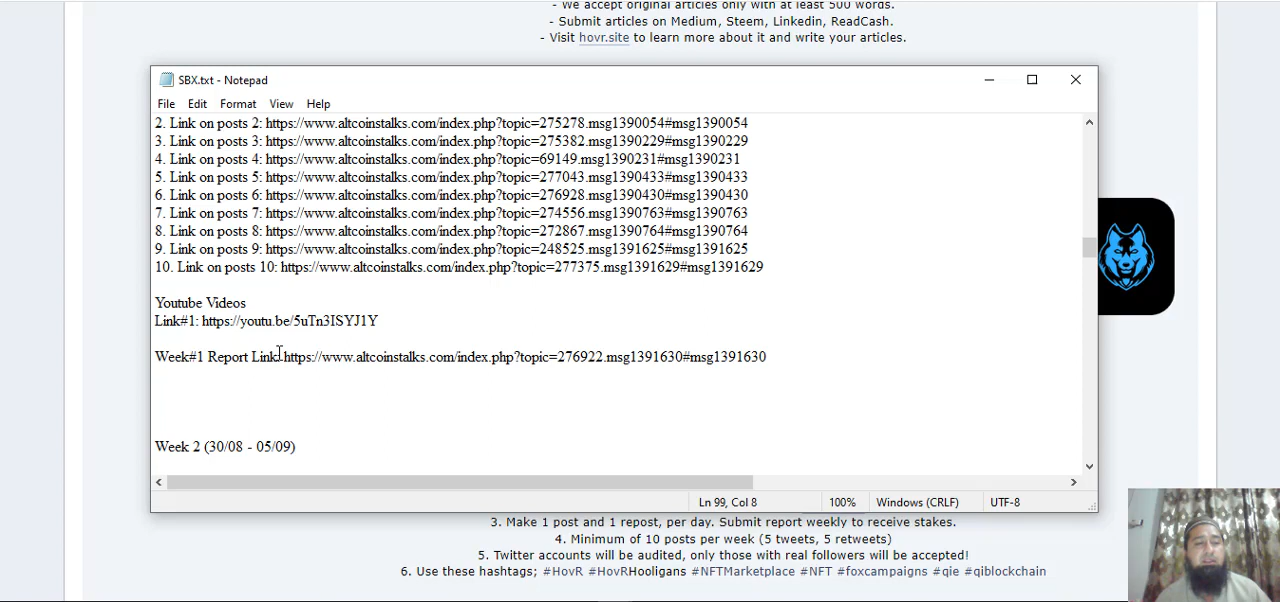 - We accept original articles only with at least 500 words.
- Submit articles on Medium, Steem, Linkedin, ReadCash.
- Visit hovr.site to learn more about it and write your articles.
SBX.txt - Notepad
File Edit Format View Help
2. Link on posts 2: https://www.altcoinstalks.com/index.php?topic=275278.msg1390054#msg1390054
3. Link on posts 3: https://www.altcoinstalks.com/index.php?topic=275382.msg1390229#msg1390229
4. Link on posts 4: https://www.altcoinstalks.com/index.php?topic=69149.msg1390231#msg1390231
5. Link on posts 5: https://www.altcoinstalks.com/index.php?topic=277043.msg1390433#msg1390433
6. Link on posts 6: https://www.altcoinstalks.com/index.php?topic=276928.msg1390430#msg1390430
7. Link on posts 7: https://www.altcoinstalks.com/index.php?topic=274556.msg1390763#msg1390763
8. Link on posts 8: https://www.altcoinstalks.com/index.php?topic=272867.msg1390764#msg1390764
9. Link on posts 9: https://www.altcoinstalks.com/index.php?topic=248525.msg1391625#msg1391625
10. Link on posts 10: https://www.altcoinstalks.com/index.php?topic=277375.msg1391629#msg1391629
Youtube Videos
Link#1: https://youtu.be/5uTn3ISYJ1Y
Week#1 Report Link: https://www.altcoinstalks.com/index.php?topic=276922.msg1391630#msg1391630
Week 2 (30/08 - 05/09)
Ln 99, Col 8 100% Windows (CRLF) UTF-8
3. Make 1 post and 1 repost, per day. Submit report weekly to receive stakes.
4. Minimum of 10 posts per week (5 tweets, 5 retweets)
5. Twitter accounts will be audited, only those with real followers will be accepted!
6. Use these hashtags; #HovR #HovRHooligans #NFTMarketplace #NFT #foxcampaigns #qie #qiblockchain